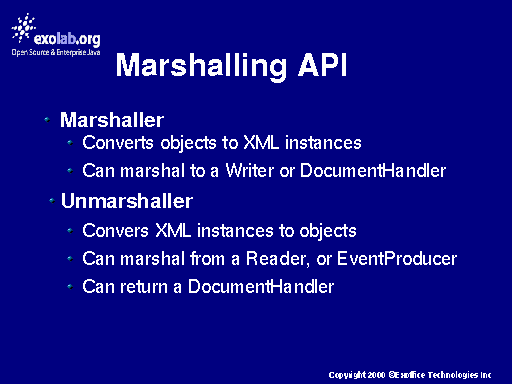 exolab.org
Open Source & Enterprise Java
Marshalling API
Marshaller
Converts objects to XML instances
Can marshal to a Writer or DocumentHandler
Unmarshaller
Convers XML instances to objects
Can marshal from a Reader, or EventProducer
Can return a DocumentHandler
Copyright 2000 ©Exoffice Technologies Inc